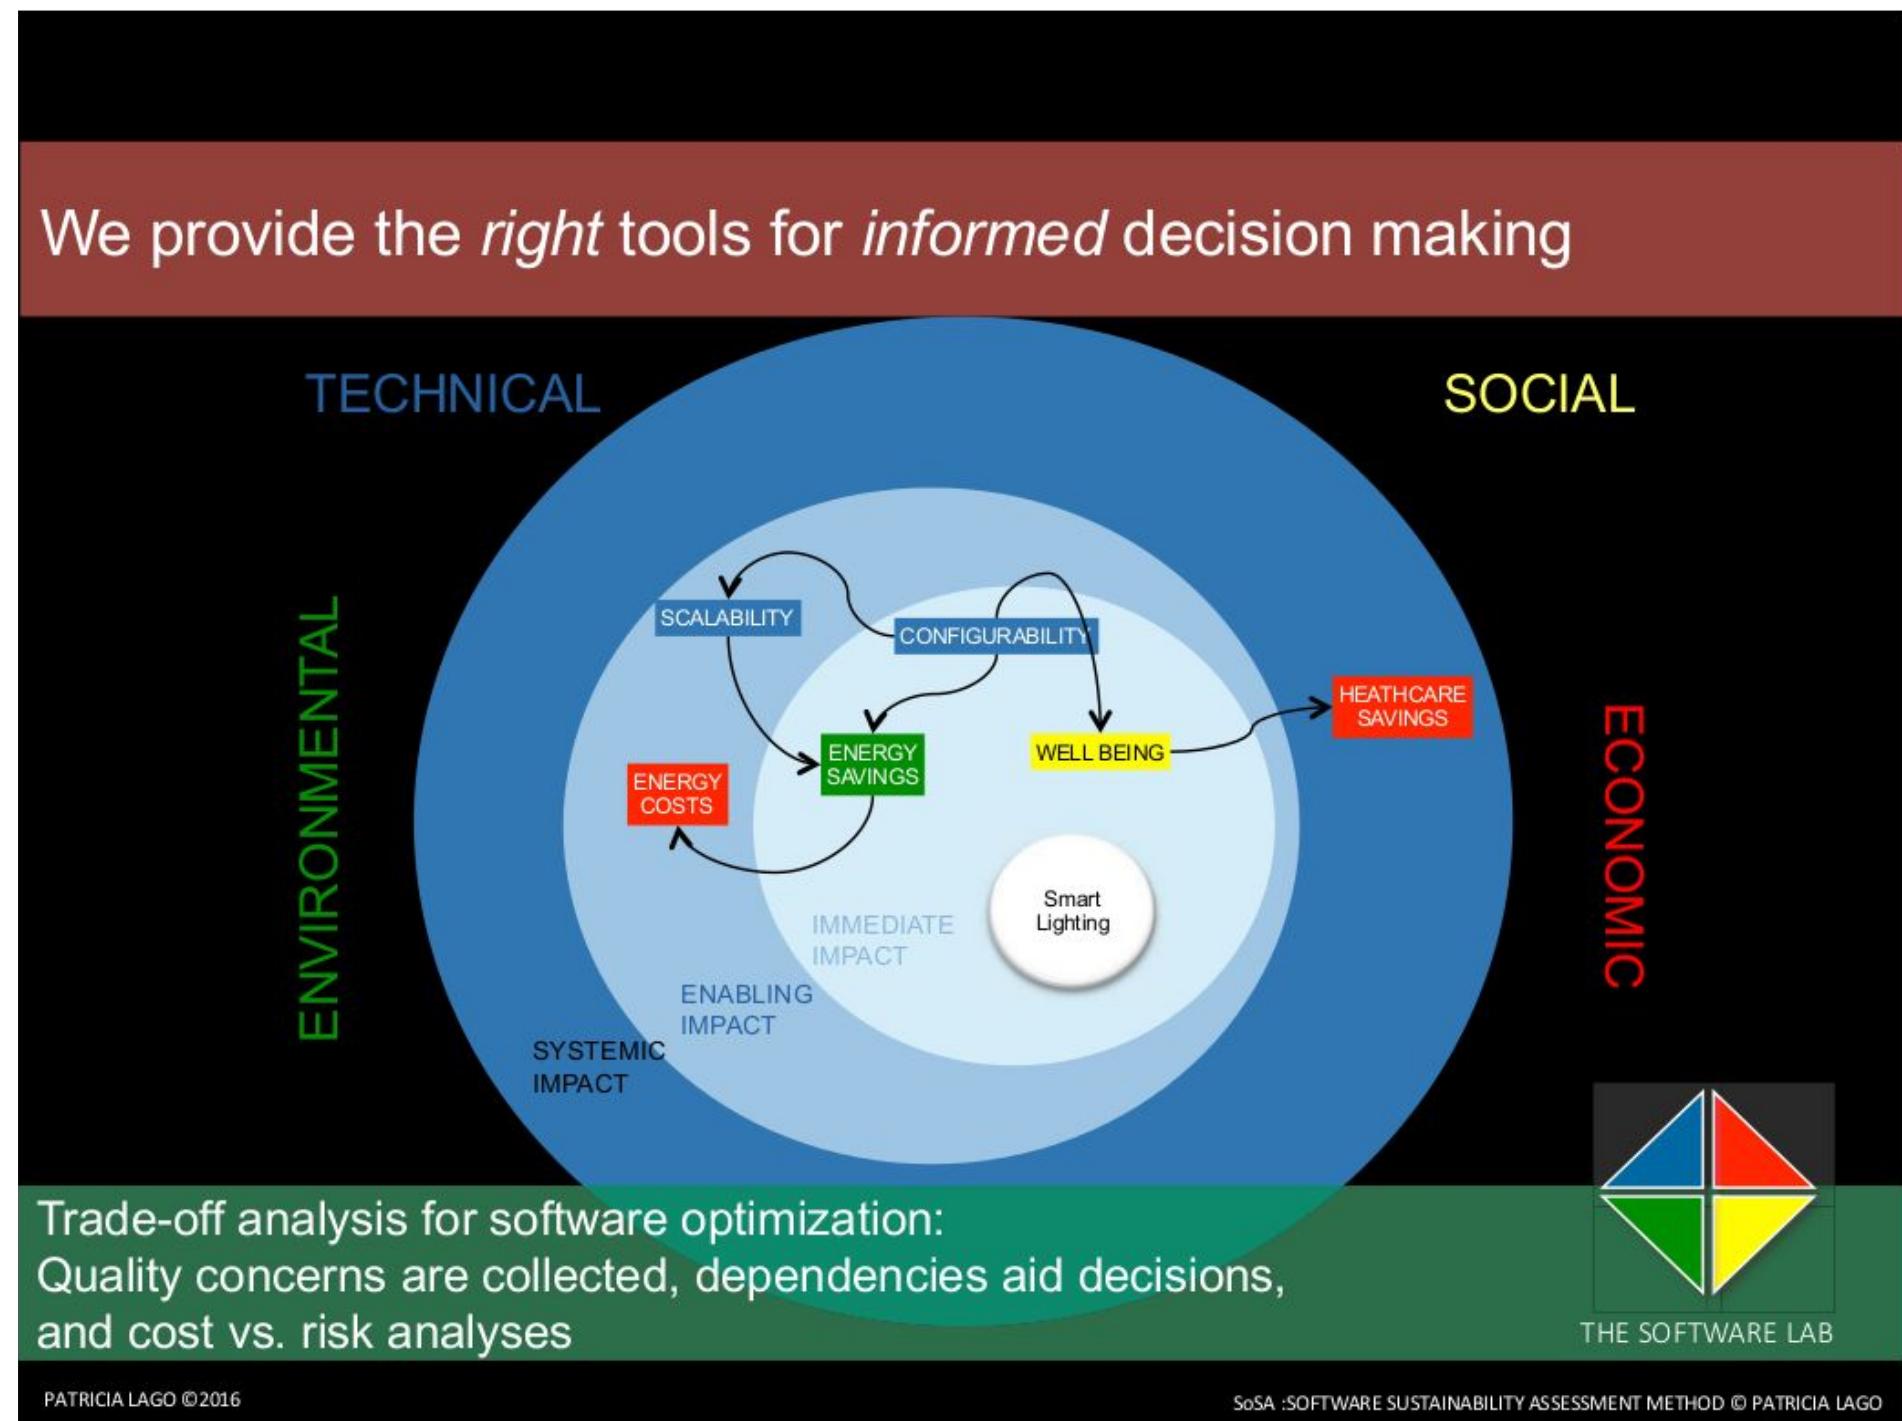 We provide the right tools for informed decision making
TECHNICAL
SOCIAL
ENVIRONMENTAL
ECONOMIC
SCALABILITY
CONFIGURABILITY
HEATHCARE
SAVINGS
ENERGY
SAVINGS
WELL BEING
ENERGY
COSTS
Smart
Lighting
IMMEDIATE
IMPACT
ENABLING
IMPACT
SYSTEMIC
IMPACT
Trade-off analysis for software optimization:
Quality concerns are collected, dependencies aid decisions,
and cost vs. risk analyses
THE SOFTWARE LAB
PATRICIA LAGO ©2016
SoSA :SOFTWARE SUSTAINABILITY ASSESSMENT METHOD © PATRICIA LAGO